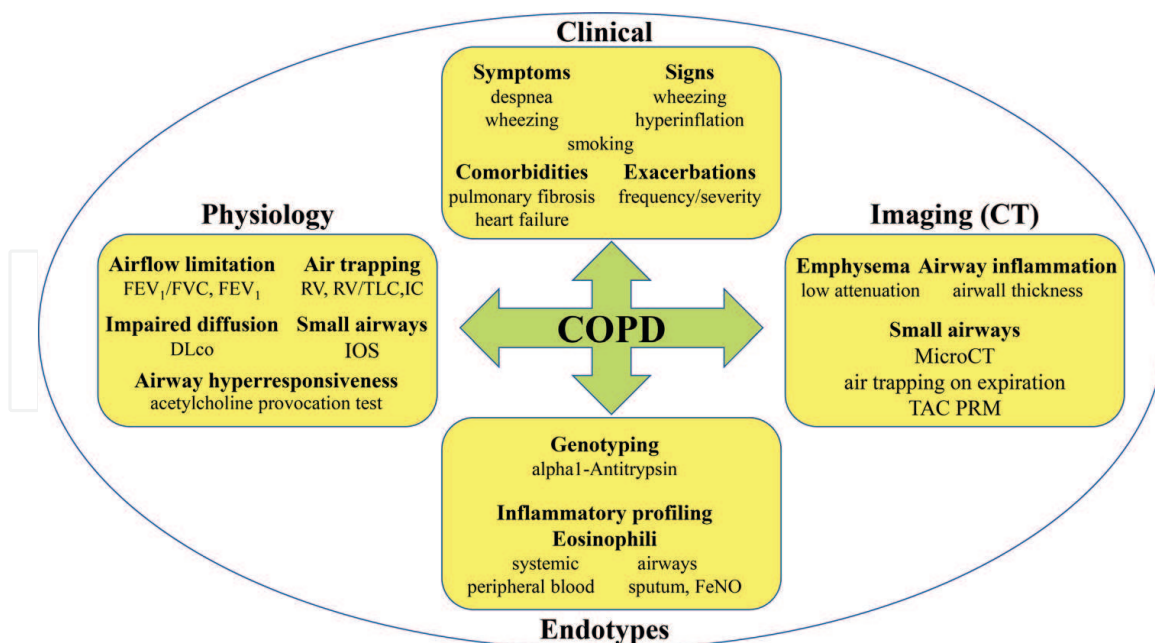 Clinical
Symptoms Signs
despnea wheezing
wheezing hyperinflation
smoking
Comorbidities Exacerbations
pulmonary fibrosis frequency/severity
heart failure
Physiology
Airflow limitation Air trapping
FEV₁/FVC, FEV₁ RV, RV/TLC,IC
Impaired diffusion Small airways
DLco IOS
Airway hyperresponsiveness
acetylcholine provocation test
COPD
Imaging (CT)
Emphysema Airway inflammation
low attenuation airwall thickness
Small airways
MicroCT
air trapping on expiration
TAC PRM
Genotyping
alpha1-Antitrypsin
Inflammatory profiling
Eosinophili
systemic airways
peripheral blood sputum, FeNO
Endotypes